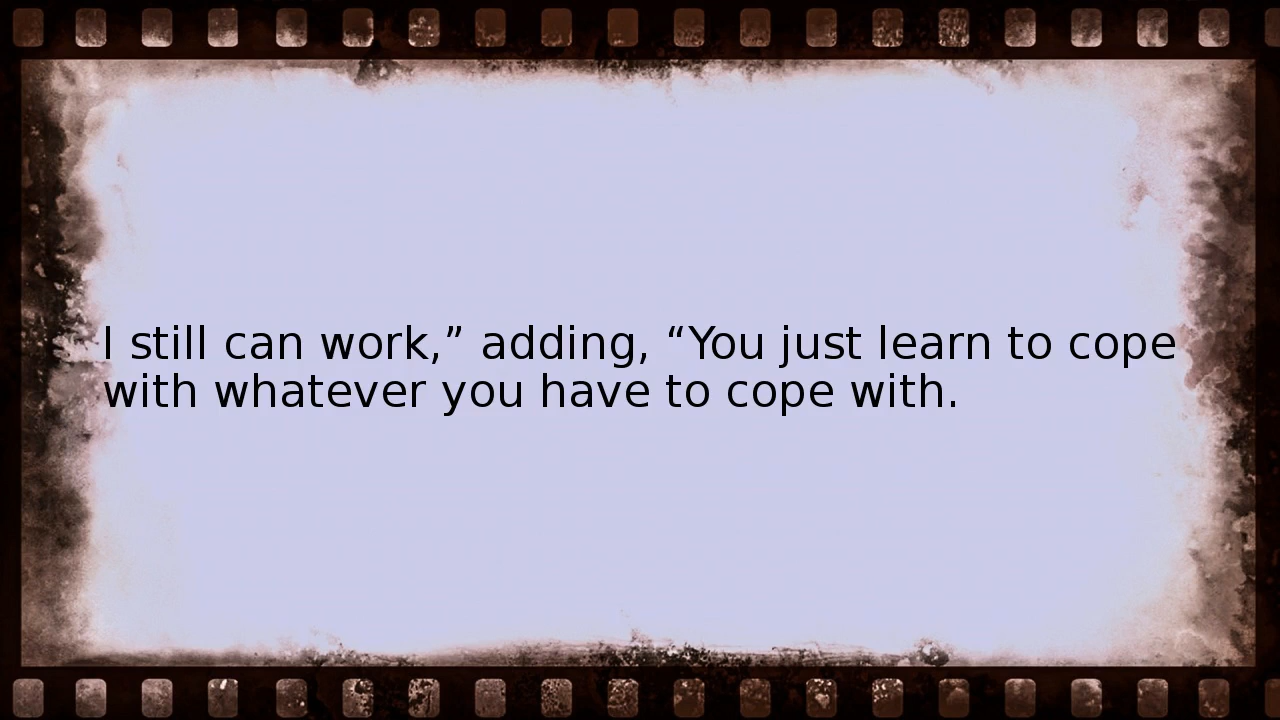 I still can work,” adding, “You just learn to cope
with whatever you have to cope with.